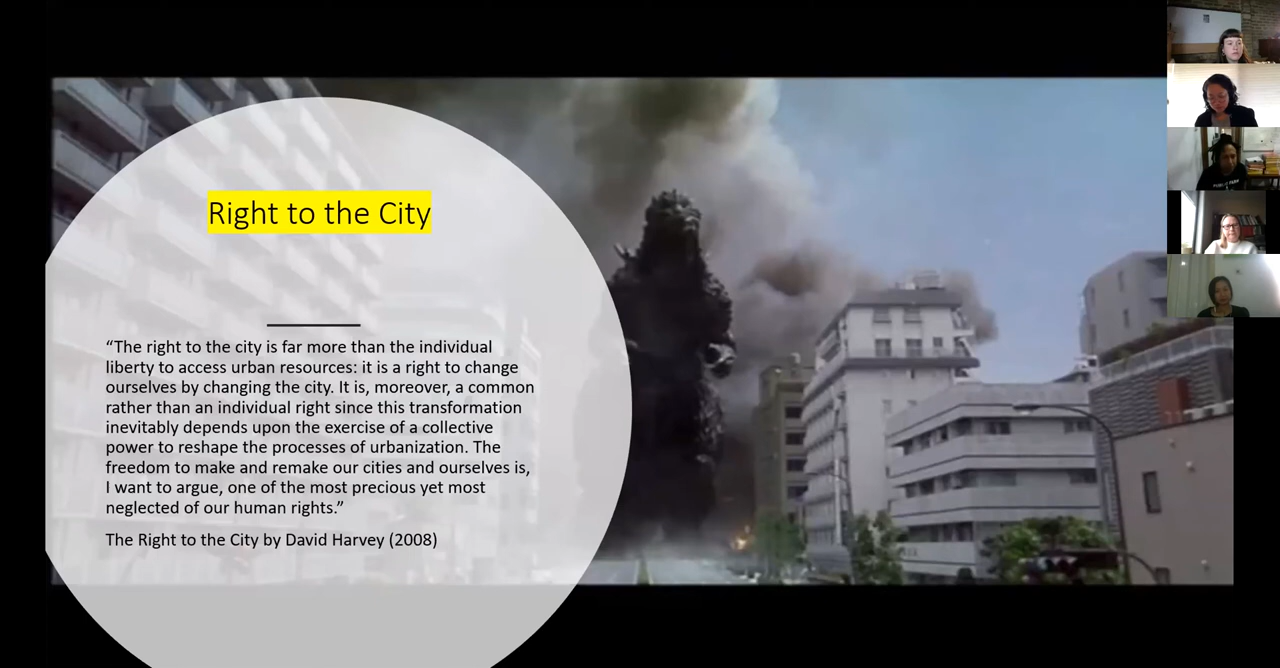 Right to the City
“The right to the city is far more than the individual
liberty to access urban resources: it is a right to change
ourselves by changing the city. It is, moreover, a common
rather than an individual right since this transformation
inevitably depends upon the exercise of a collective
power to reshape the processes of urbanization. The
freedom to make and remake our cities and ourselves is,
I want to argue, one of the most precious yet most
neglected of our human rights.”
The Right to the City by David Harvey (2008)